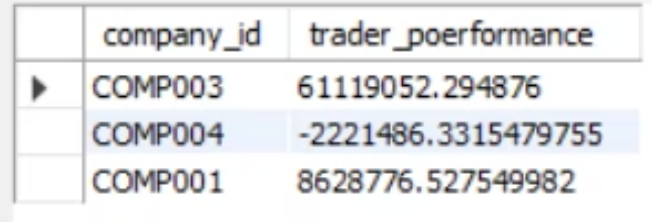 company_id trader_poerformance
COMP003 61119052.294876
COMP004 -2221486.3315479755
COMP001 8628776.527549982